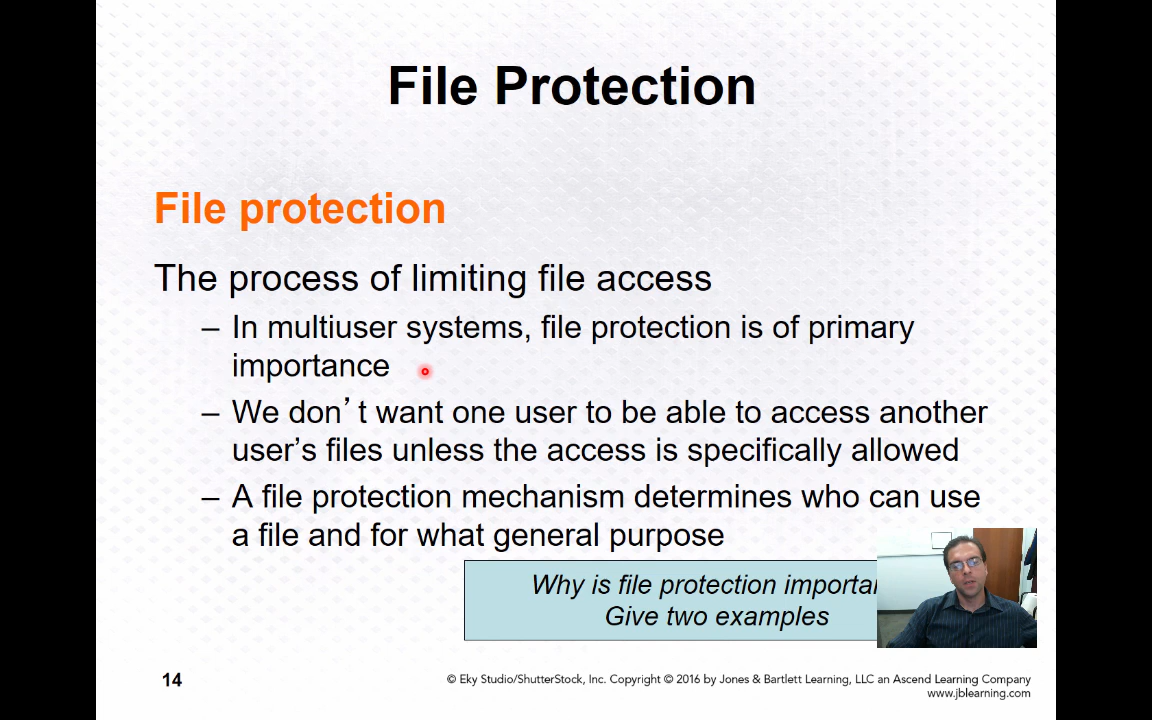 File Protection
File protection
The process of limiting file access
– In multiuser systems, file protection is of primary
importance
– We don’t want one user to be able to access another
user’s files unless the access is specifically allowed
– A file protection mechanism determines who can use
a file and for what general purpose
Why is file protection
Give two examples
14
© Eky Studio/ShutterStock, Inc. Copyright © 2016 by Jones & Bartlett Learning, LLC an Ascend Learning Company
www.jblearning.com